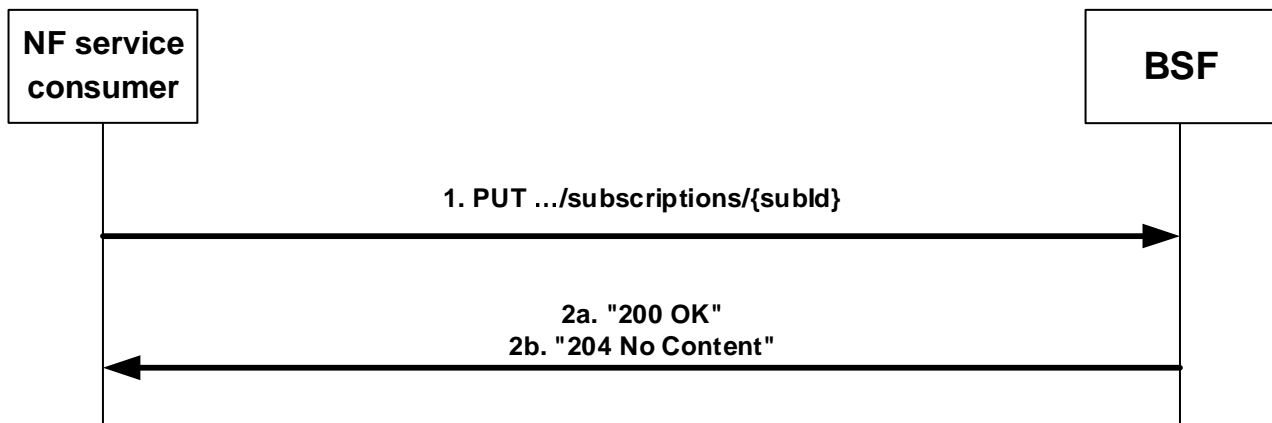 NF service
consumer
BSF
1. PUT …/subscriptions/{subId}
2a. "200 OK"
2b. "204 No Content"